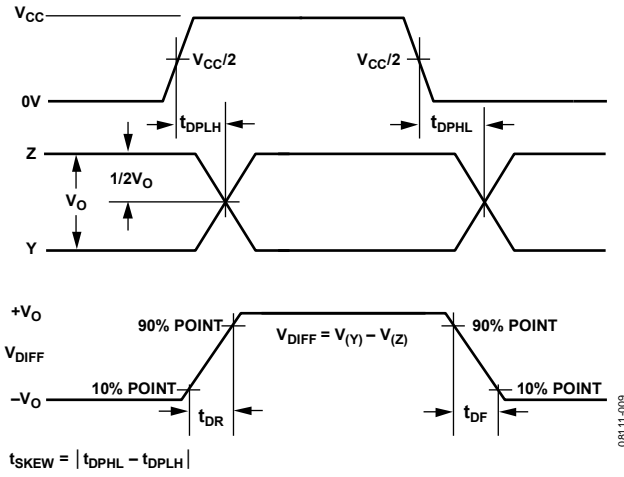 VCC
VCC/2
VCC/2
0V
tDPLH
tDPHL
Z
1/2VO
VO
Y
+VO
90% POINT
VDIFF = V(Y) – V(Z)
90% POINT
VDIFF
10% POINT
10% POINT
–VO
tDR
tDF
tSKEW = |tDPHL – tDPLH|
08111-009